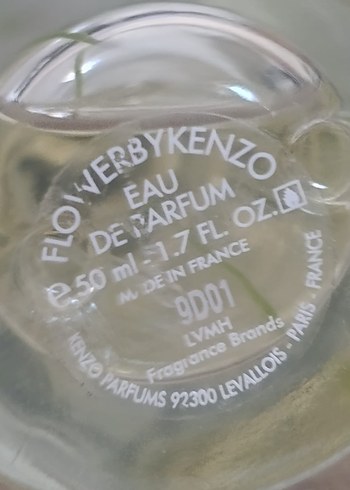 FLOWERBYKENZO
EAU
DE PARFUM
℮ 50 ml - 1.7 FL. OZ.
MADE IN FRANCE
9D01
LVMH
Fragrance Brands
KENZO PARFUMS 92300 LEVALLOIS - PARIS - FRANCE